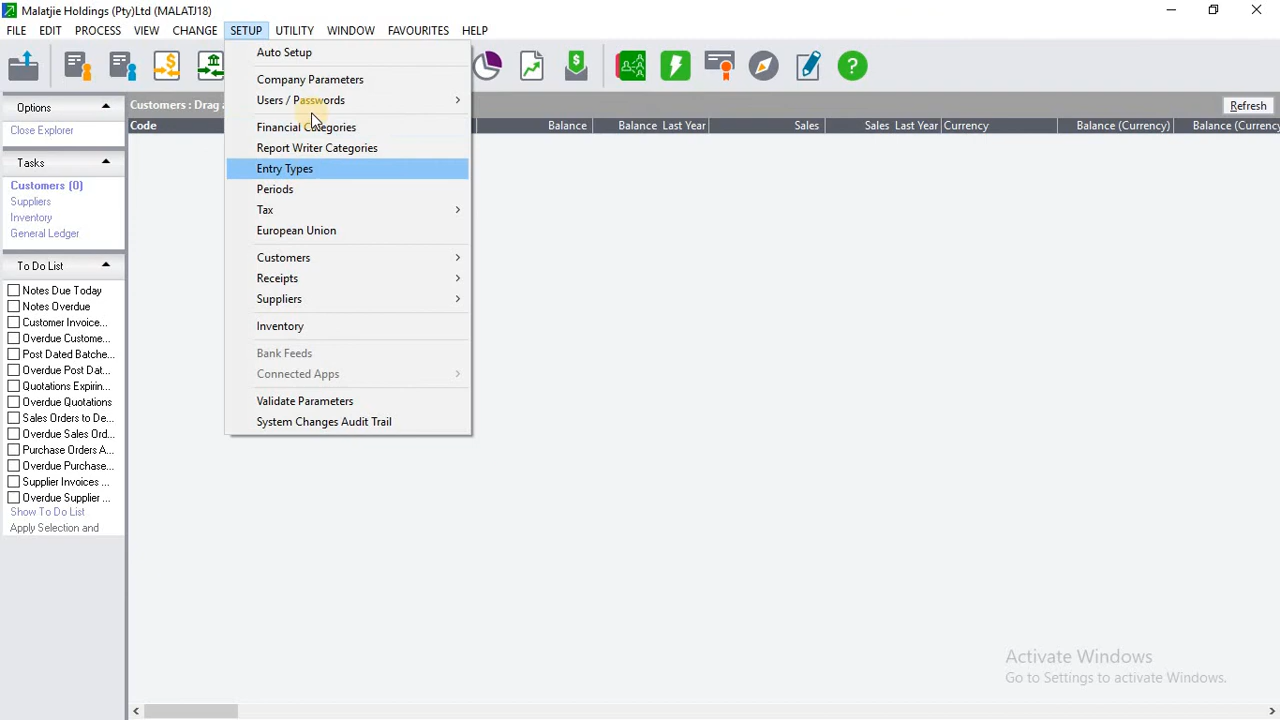 Malatjie Holdings (Pty)Ltd (MALATJ18)
FILE EDIT PROCESS VIEW CHANGE SETUP UTILITY WINDOW FAVOURITES HELP
Options
Close Explorer
Tasks
Customers (0)
Suppliers
Inventory
General Ledger
To Do List
Notes Due Today
Notes Overdue
Customer Invoice...
Overdue Custome...
Post Dated Batche...
Overdue Post Dat...
Quotations Expirin...
Overdue Quotations
Sales Orders to De...
Overdue Sales Ord...
Purchase Orders A...
Overdue Purchase...
Supplier Invoices ...
Overdue Supplier ...
Show To Do List
Apply Selection and
Auto Setup
Company Parameters
Users / Passwords
Financial Categories
Report Writer Categories
Entry Types
Periods
Tax
European Union
Customers
Receipts
Suppliers
Inventory
Bank Feeds
Connected Apps
Validate Parameters
System Changes Audit Trail
Customers : Drag
Refresh
Code Balance Balance Last Year Sales Sales Last Year Currency Balance (Currency) Balance (Currency
Activate Windows
Go to Settings to activate Windows.